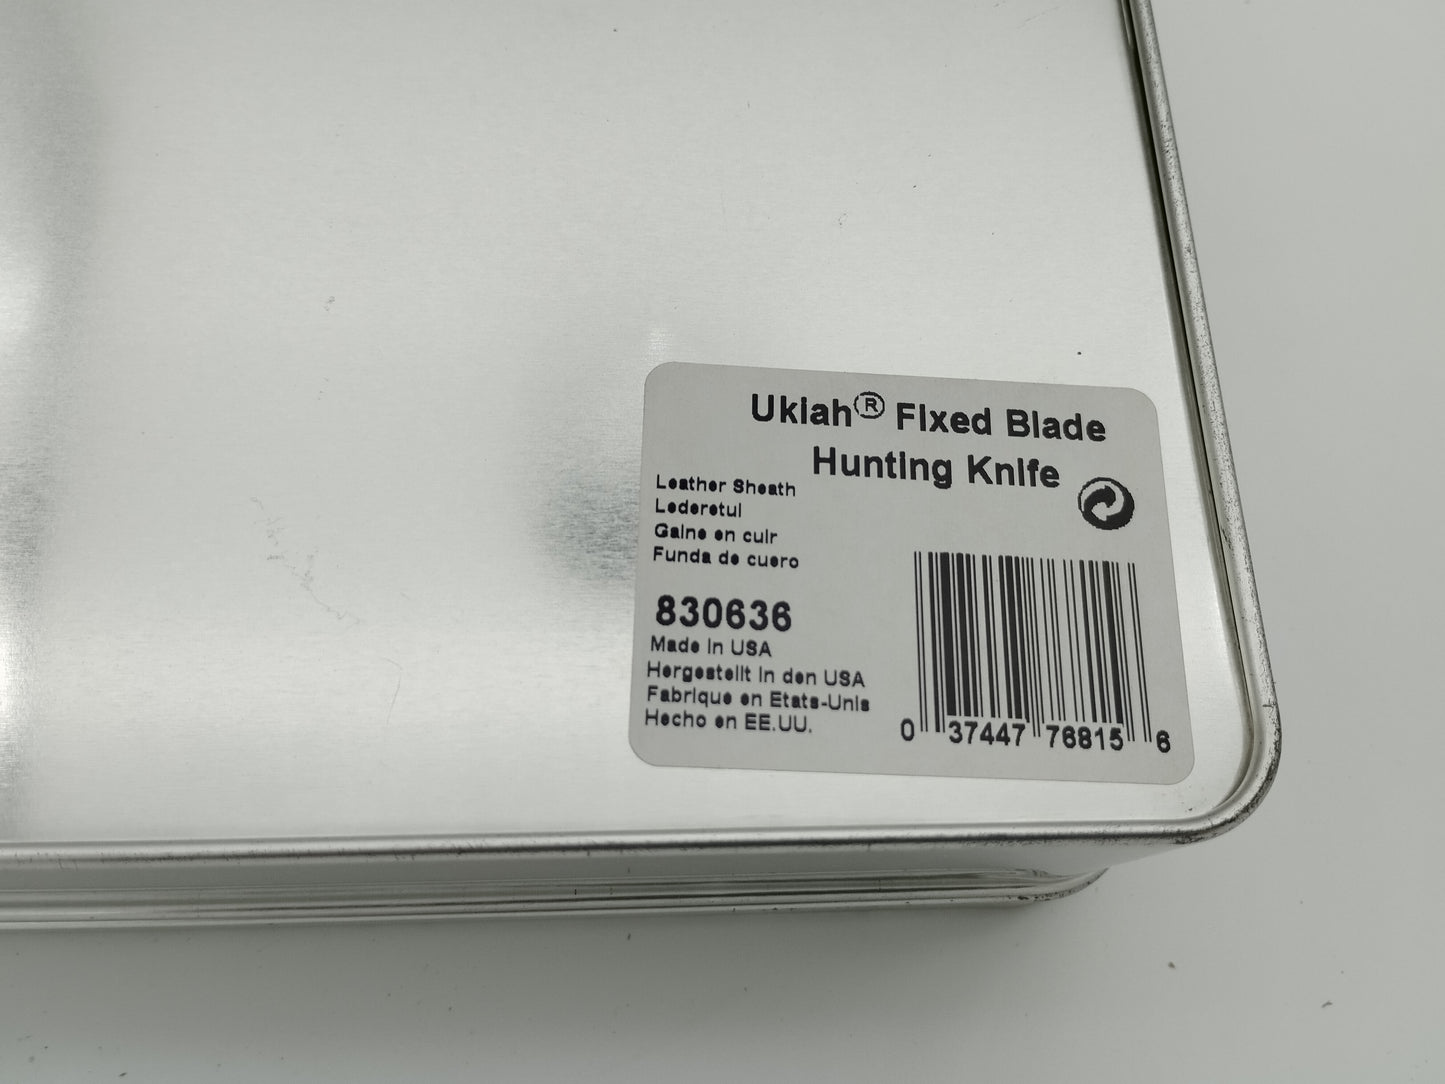 Ukiah® Fixed Blade
Hunting Knife
Leather Sheath
Lederetui
Gaine en cuir
Funda de cuero
830636
Made in USA
Hergestellt in den USA
Fabrique en Etats-Unis
Hecho en EE.UU.
0 37447 76815 6